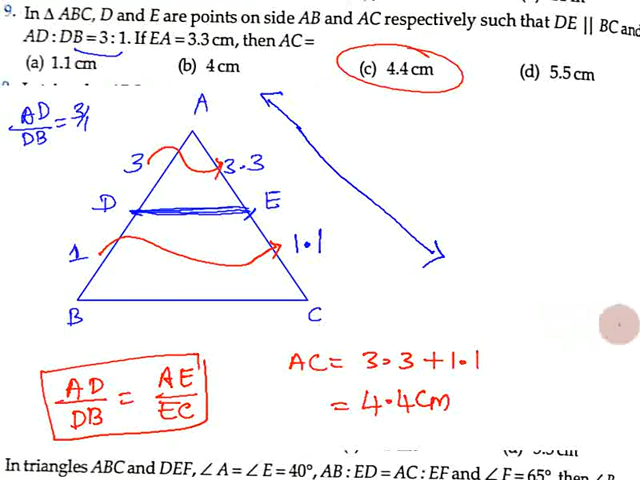 9. In Δ ABC, D and E are points on side AB and AC respectively such that DE || BC and
AD : DB = 3 : 1. If EA = 3.3 cm, then AC =
(a) 1.1 cm (b) 4 cm (c) 4.4 cm (d) 5.5 cm
AD/DB = 3/1
A
3 3.3
D E
1 1.1
B C
AD/DB = AE/EC
AC = 3.3 + 1.1
= 4.4 cm
In triangles ABC and DEF, ∠A = ∠E = 40°, AB : ED = AC : EF and ∠F = 65°, then